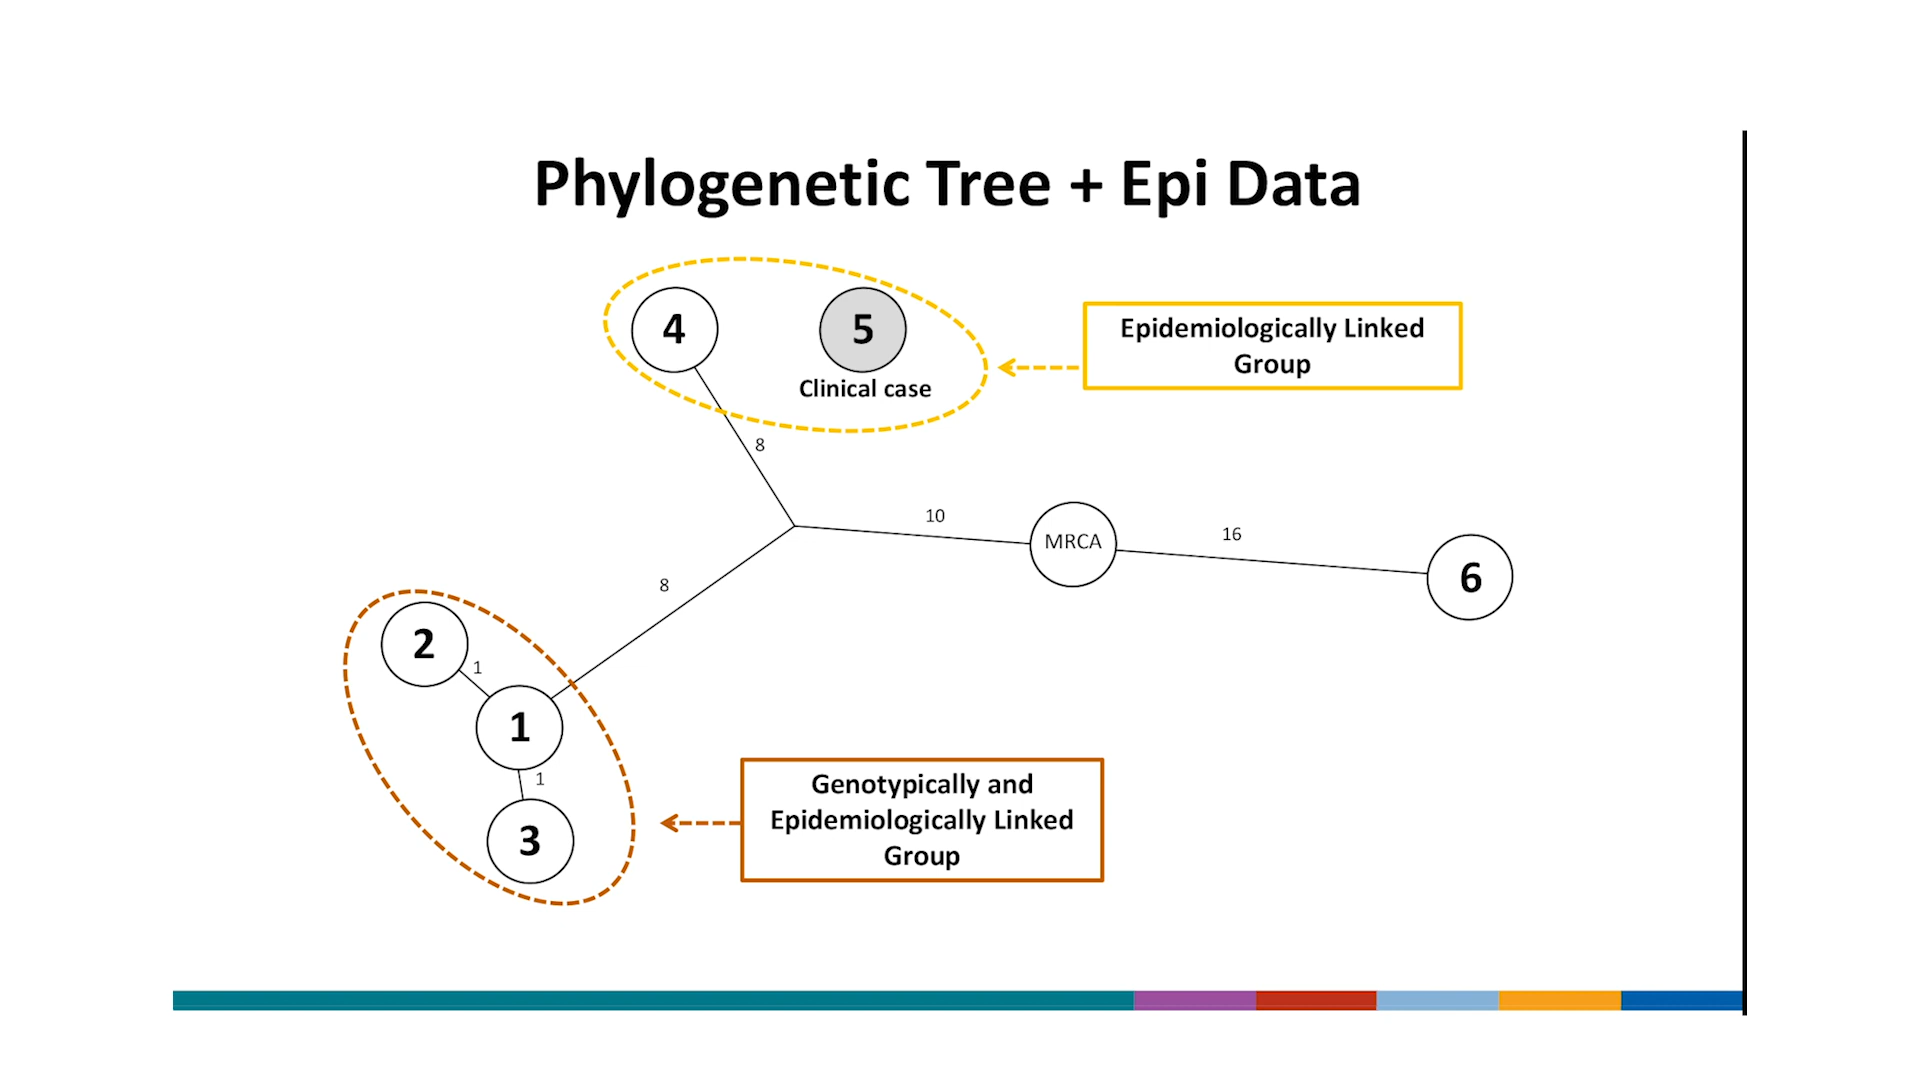 Phylogenetic Tree + Epi Data
4
5
Clinical case
Epidemiologically Linked
Group
8
10
MRCA
16
6
8
2
1
1
1
3
Genotypically and
Epidemiologically Linked
Group